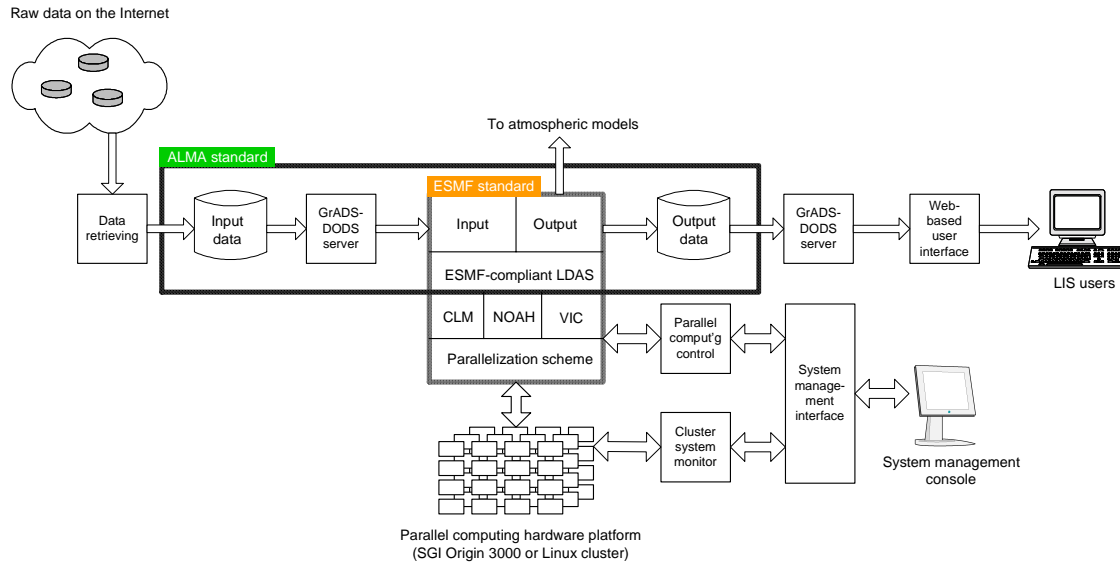 Raw data on the Internet
To atmospheric models
ALMA standard
ESMF standard
Data
retrieving
Input
data
GrADS-
DODS
server
Input
Output
Output
data
GrADS-
DODS
server
Web-
based
user
interface
LIS users
ESMF-compliant LDAS
CLM
NOAH
VIC
Parallelization scheme
Parallel
comput'g
control
System
manage-
ment
interface
Cluster
system
monitor
System management
console
Parallel computing hardware platform
(SGI Origin 3000 or Linux cluster)